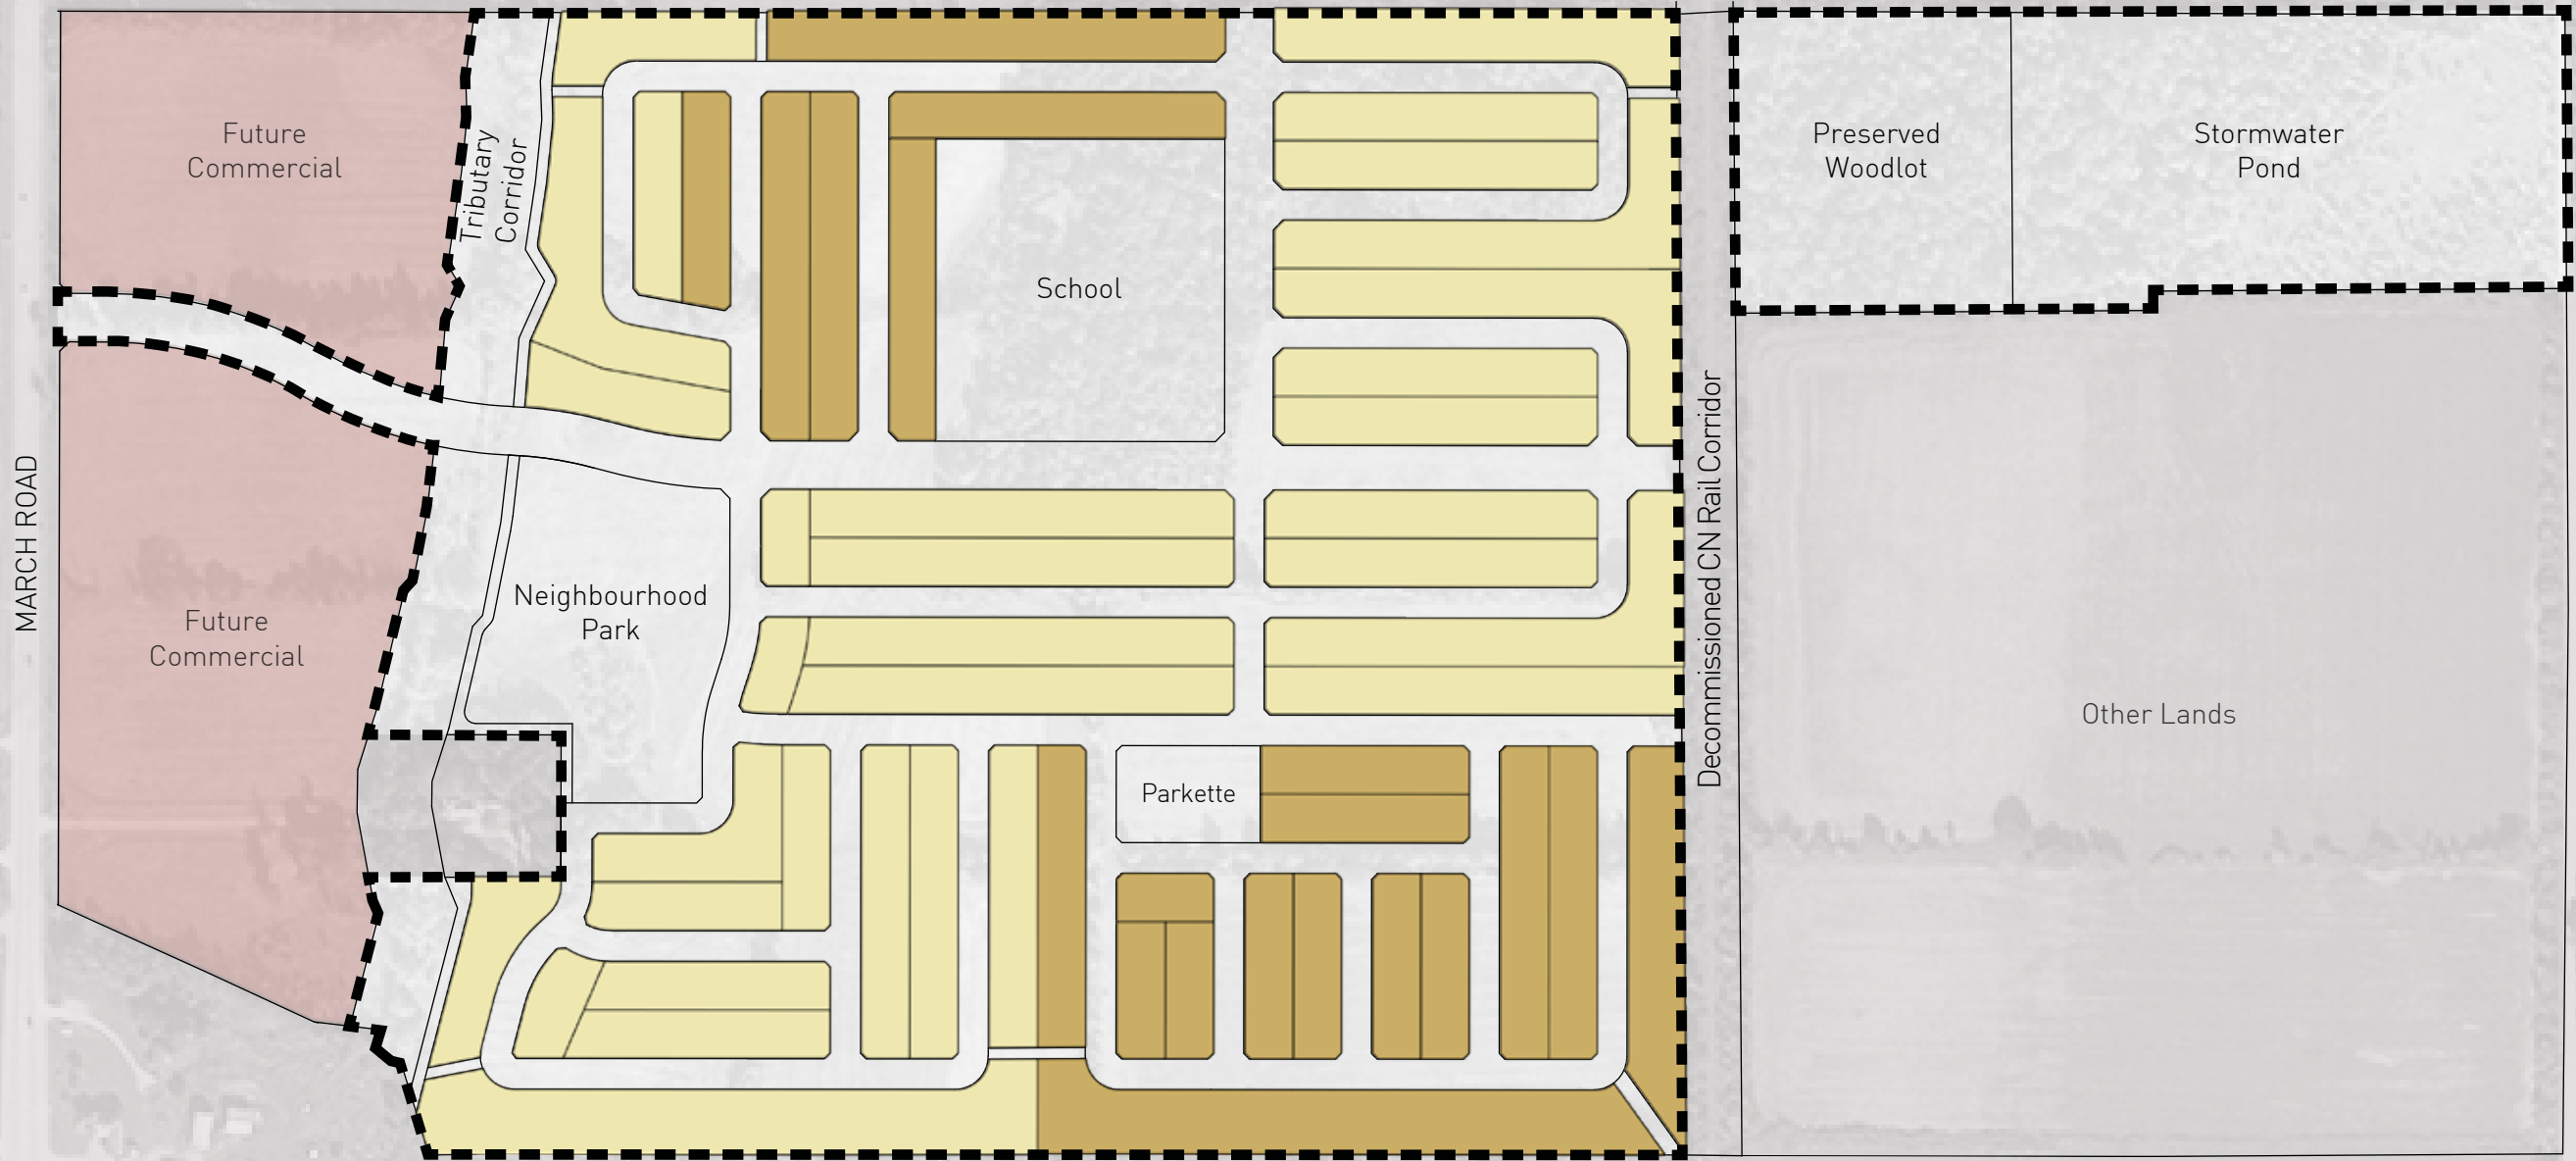 Future
Commercial
Tributary
Corridor
Preserved
Woodlot
Stormwater
Pond
School
MARCH ROAD
Decommissioned CN Rail Corridor
Neighbourhood
Park
Future
Commercial
Other Lands
Parkette